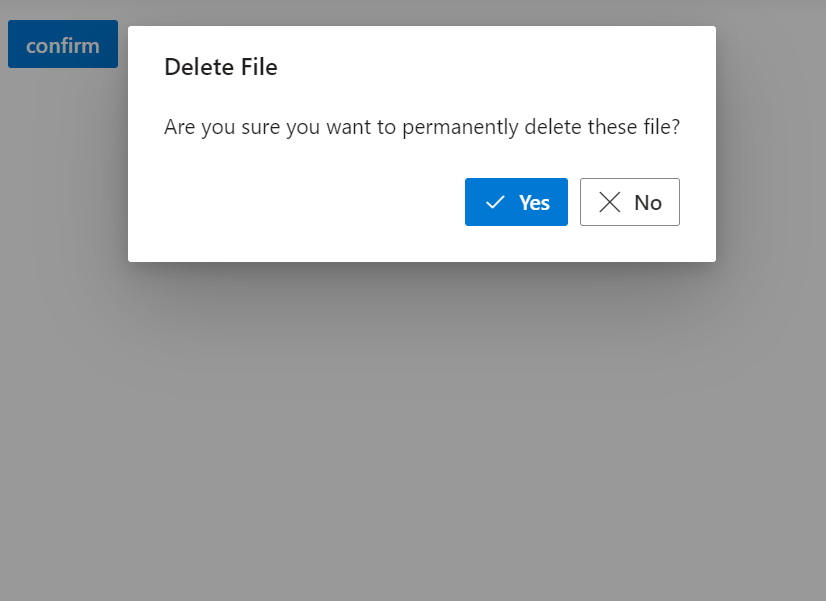 confirm
Delete File
Are you sure you want to permanently delete these file?
Yes
No